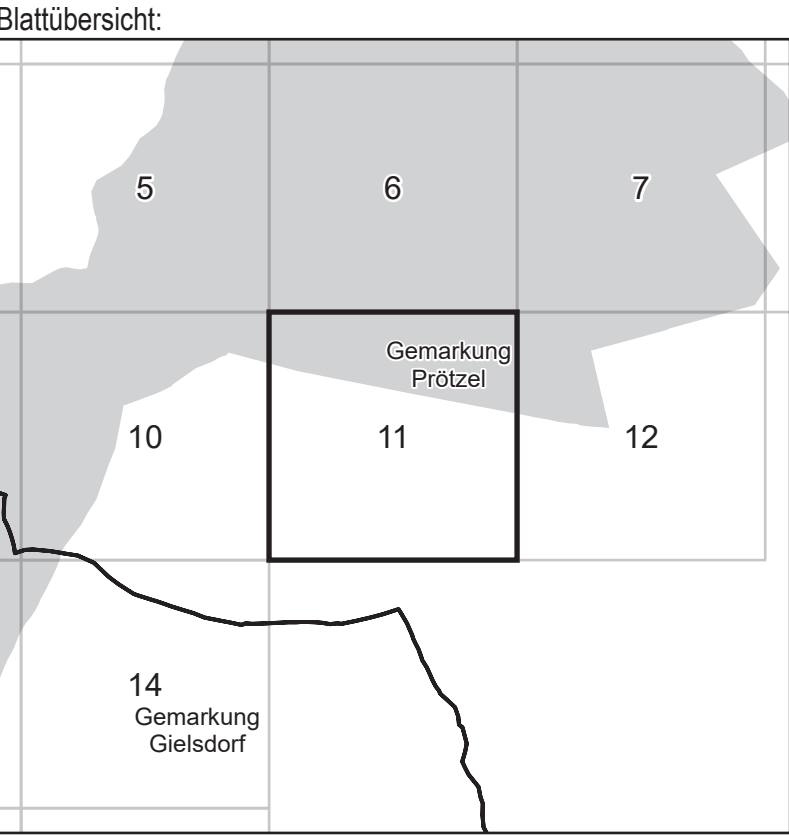 Blattübersicht:
5
6
7
Gemarkung
Prötzel
10
11
12
14
Gemarkung
Gielsdorf